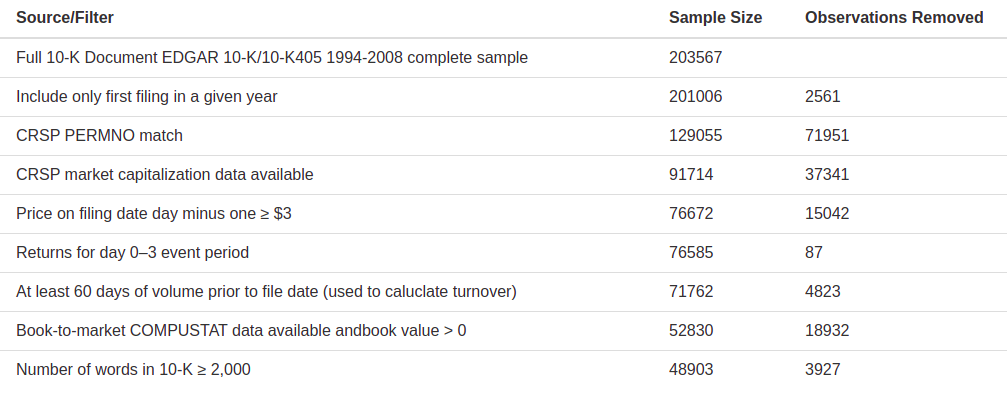 Source/Filter Sample Size Observations Removed
Full 10-K Document EDGAR 10-K/10-K405 1994-2008 complete sample 203567
Include only first filing in a given year 201006 2561
CRSP PERMNO match 129055 71951
CRSP market capitalization data available 91714 37341
Price on filing date day minus one ≥ $3 76672 15042
Returns for day 0–3 event period 76585 87
At least 60 days of volume prior to file date (used to caluclate turnover) 71762 4823
Book-to-market COMPUSTAT data available andbook value > 0 52830 18932
Number of words in 10-K ≥ 2,000 48903 3927